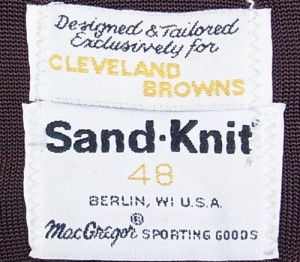 Designed & Tailored
Exclusively for
CLEVELAND
BROWNS
Sand·Knit
48
BERLIN, WI U.S.A.
MacGregor® SPORTING GOODS